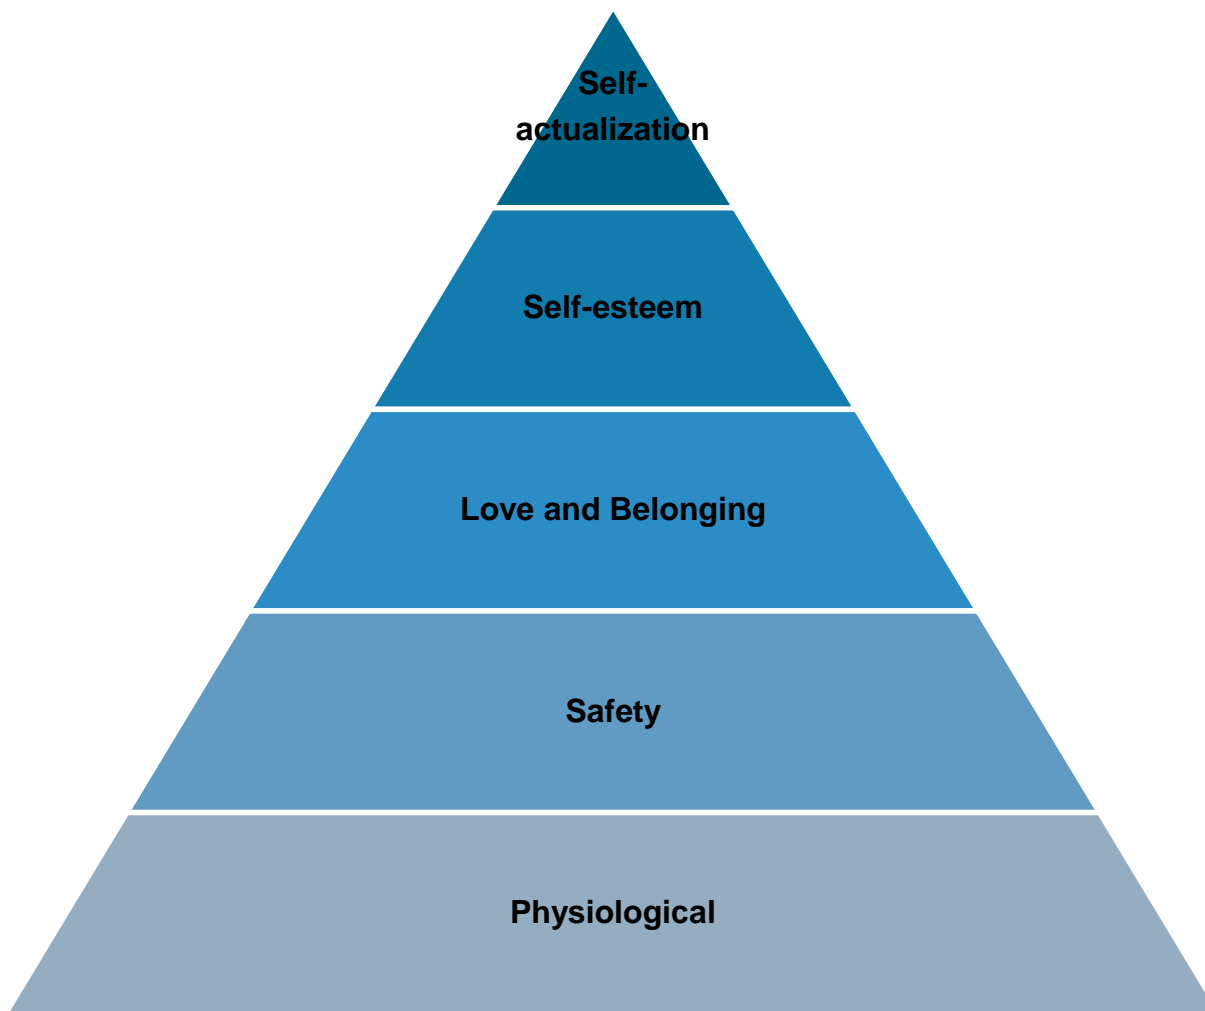 Self-
actualization
Self-esteem
Love and Belonging
Safety
Physiological